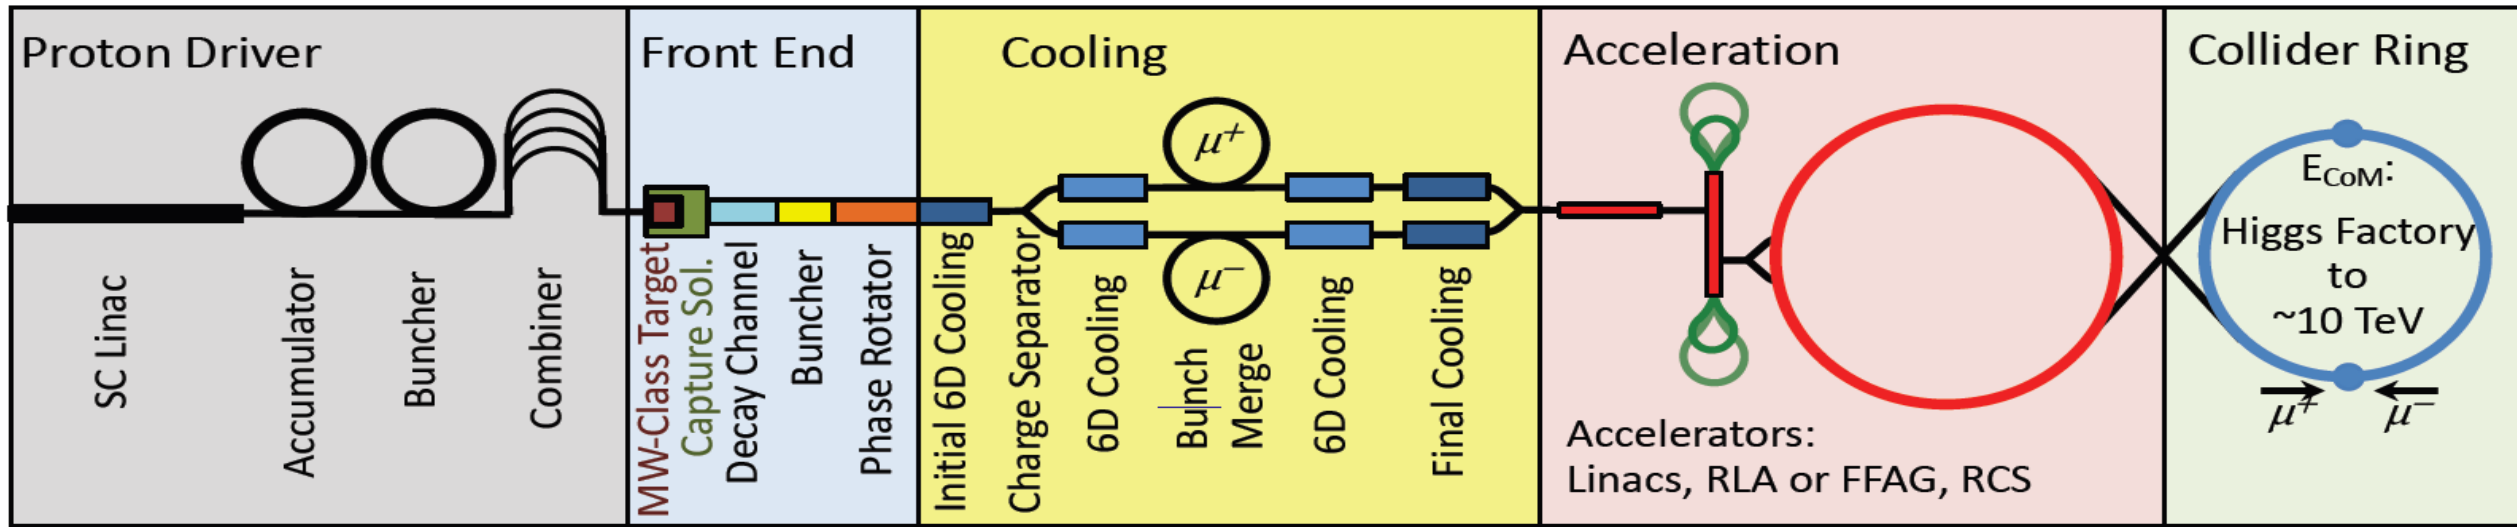 Proton Driver
SC Linac
Accumulator
Buncher
Combiner
Front End
MW-Class Target
Capture Sol.
Decay Channel
Buncher
Phase Rotator
Cooling
Initial 6D Cooling
Charge Separator
6D Cooling
μ+
μ−
Bunch
Merge
6D Cooling
Final Cooling
Acceleration
Accelerators:
Linacs, RLA or FFAG, RCS
Collider Ring
ECoM:
Higgs Factory
to
~10 TeV
μ+ μ−